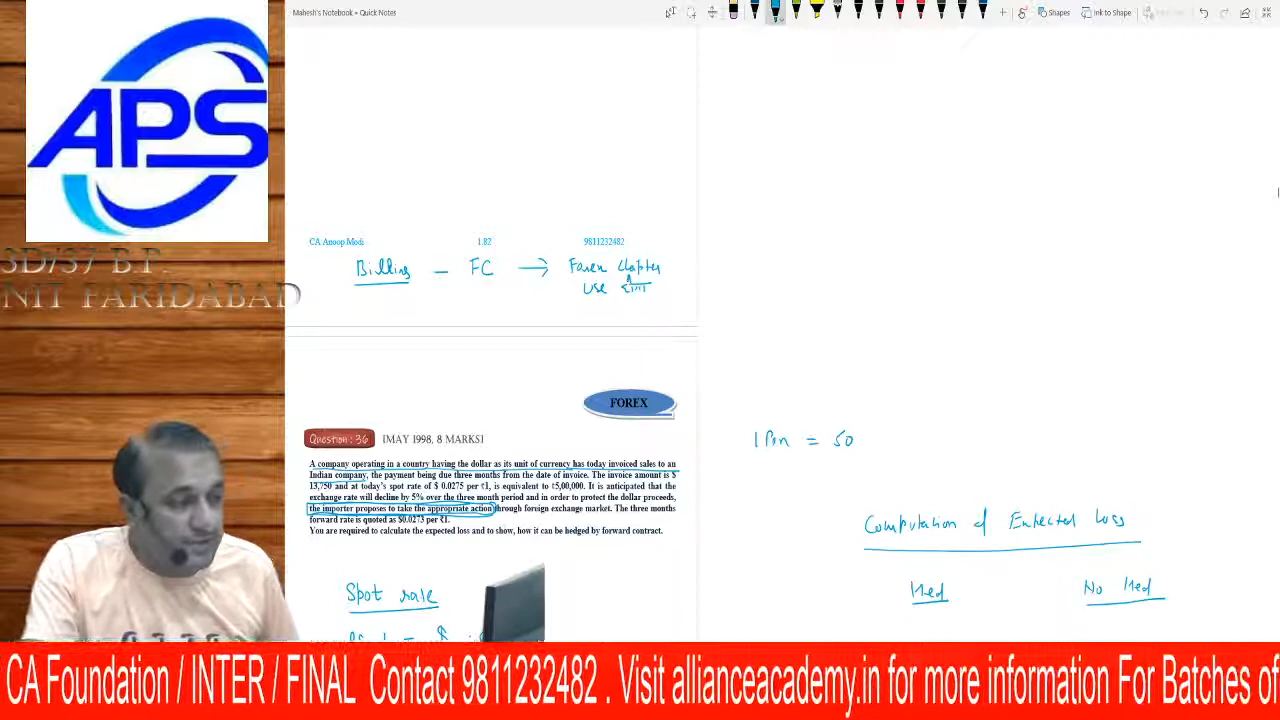 Mahesh's Notebook » Quick Notes
Shapes
Ink to Shape
APS
3D/37 B.P.
NIT FARIDABAD
CA Anoop Modi 1.82 9811232482
Billing – FC → Forex Chapter
Use
FOREX
Question : 36 [MAY 1998, 8 MARKS]
A company operating in a country having the dollar as its unit of currency has today invoiced sales to an
Indian company, the payment being due three months from the date of invoice. The invoice amount is $
13,750 and at today's spot rate of $ 0.0275 per ₹1, is equivalent to ₹5,00,000. It is anticipated that the
exchange rate will decline by 5% over the three month period and in order to protect the dollar proceeds,
the importer proposes to take the appropriate action through foreign exchange market. The three months
forward rate is quoted as $0.0273 per ₹1.
You are required to calculate the expected loss and to show, how it can be hedged by forward contract.
Spot rate
1 Pen = 50
Computation of Expected Loss
Hed No Hed
CA Foundation / INTER / FINAL Contact 9811232482 . Visit allianceacademy.in for more information For Batches of